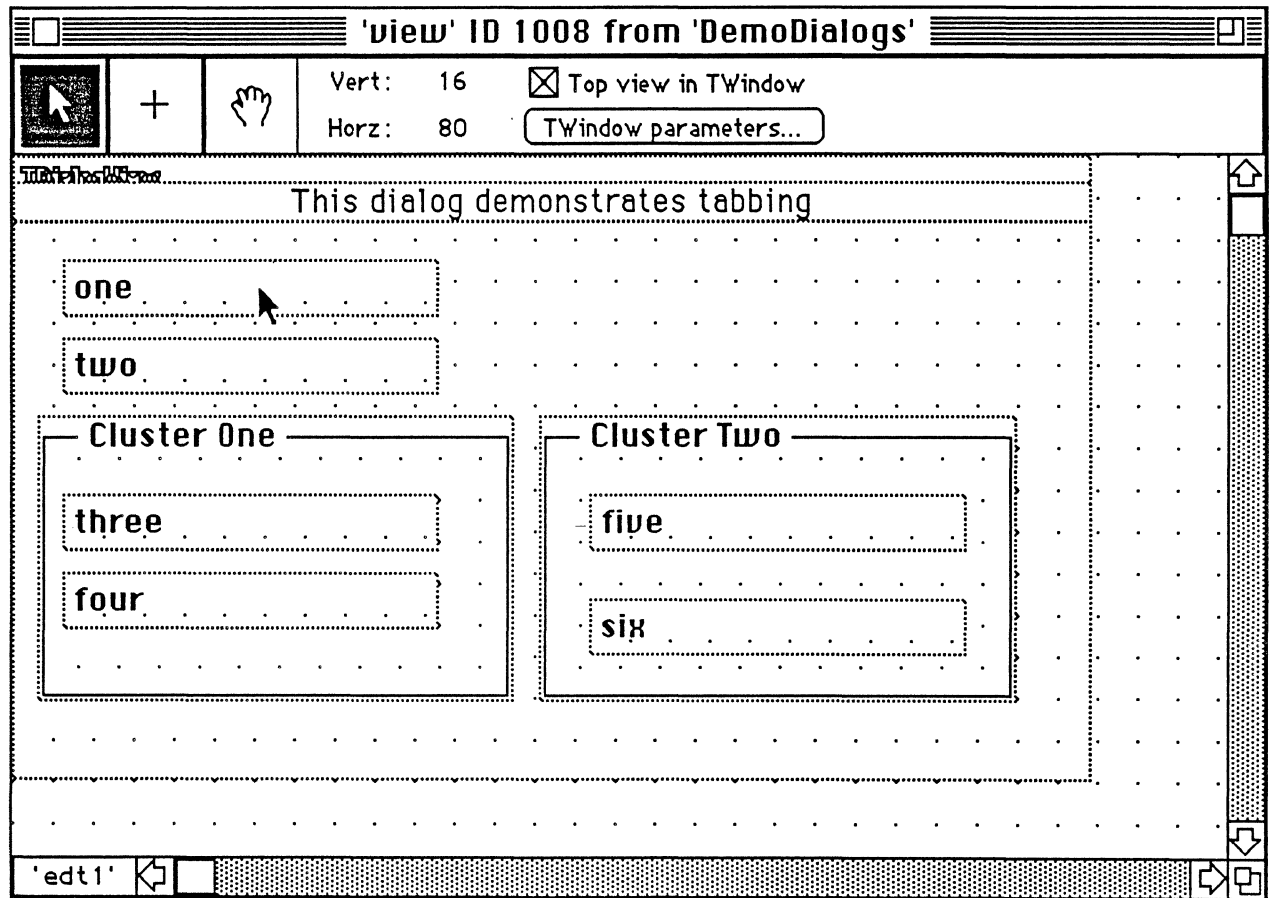 'view' ID 1008 from 'DemoDialogs'
Vert: 16
Top view in TWindow
Horz: 80
TWindow parameters...
TDialogView
This dialog demonstrates tabbing
one
two
Cluster One
Cluster Two
three
five
four
six
'edt1'